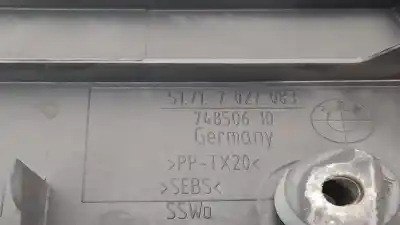 51.71 7 027 083
748506 10
Germany
>PP-TX20<
>SEBS<
SSWo